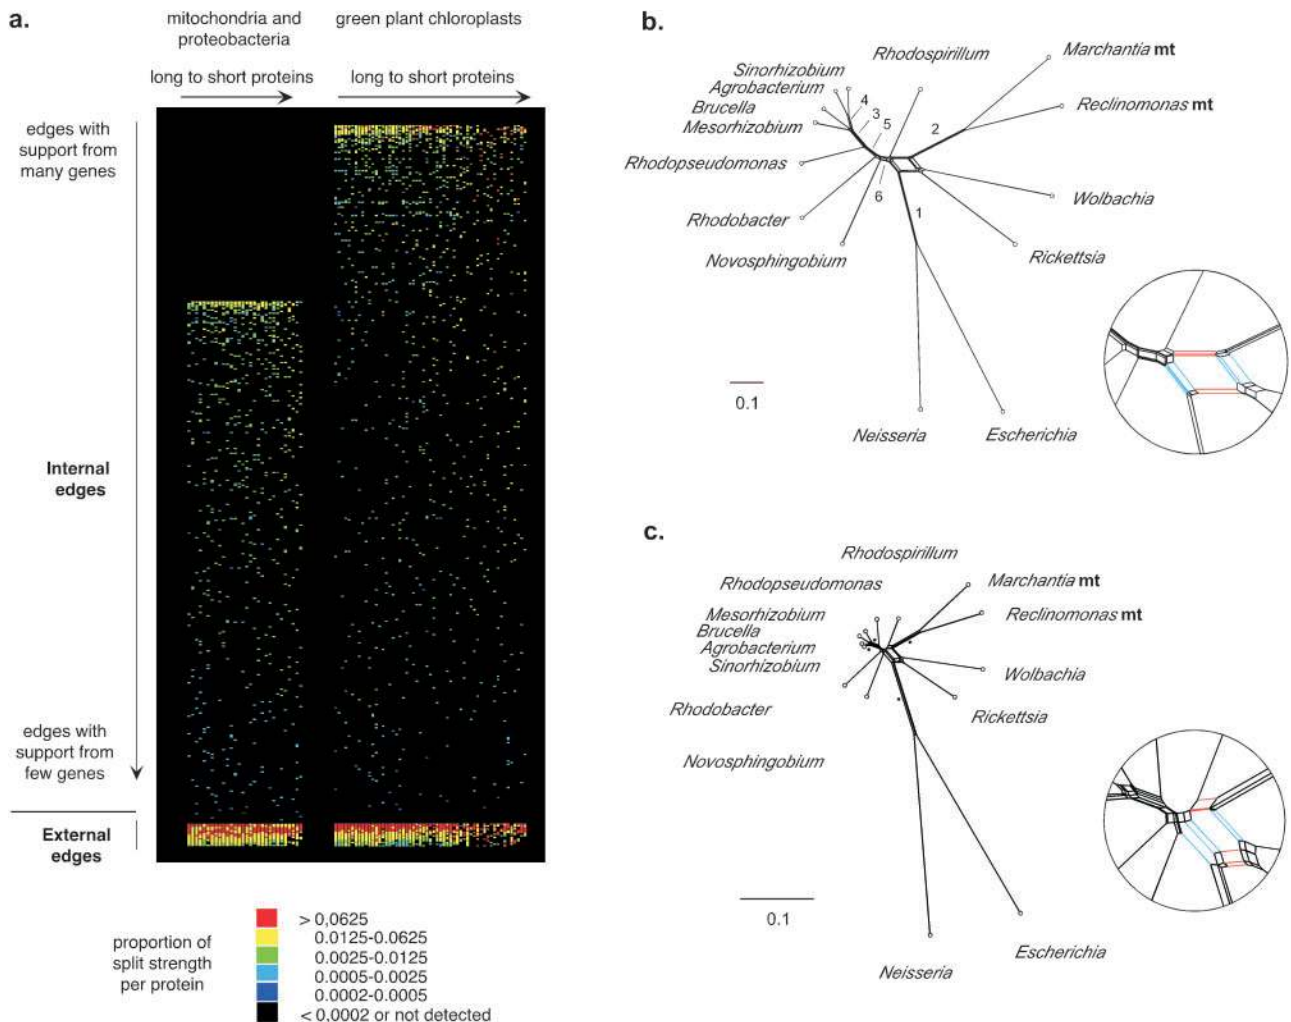 a.
mitochondria and
proteobacteria
green plant chloroplasts
long to short proteins
long to short proteins
edges with
support from
many genes
Internal
edges
edges with
support from
few genes
External
edges
proportion of
split strength
per protein
> 0,0625
0.0125-0.0625
0.0025-0.0125
0.0005-0.0025
0.0002-0.0005
< 0,0002 or not detected
b.
Rhodospirillum
Marchantia mt
Sinorhizobium
Agrobacterium
Brucella
Mesorhizobium
Reclinomonas mt
4
3
5
2
Rhodopseudomonas
Wolbachia
6
1
Rhodobacter
Novosphingobium
Rickettsia
0.1
Neisseria
Escherichia
c.
Rhodospirillum
Rhodopseudomonas
Marchantia mt
Mesorhizobium
Brucella
Agrobacterium
Sinorhizobium
Reclinomonas mt
Wolbachia
Rhodobacter
Rickettsia
Novosphingobium
0.1
Neisseria
Escherichia